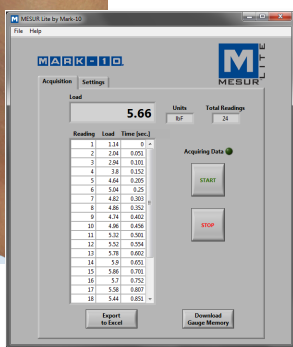 MESUR Lite by Mark-10
File Help
MARK-10
M
MESUR
LITE
Acquisition Settings
Load
5.66
Units
lbF
Total Readings
24
Reading Load Time (sec.)
1 1.14 0
2 2.04 0.051
3 2.94 0.101
4 3.8 0.152
5 4.64 0.205
6 5.04 0.25
7 4.82 0.303
8 4.86 0.352
9 4.74 0.402
10 4.96 0.456
11 5.32 0.501
12 5.52 0.554
13 5.78 0.602
14 5.9 0.651
15 5.86 0.701
16 5.7 0.752
17 5.58 0.807
18 5.44 0.851
Acquiring Data
START
STOP
Export
to Excel
Download
Gauge Memory